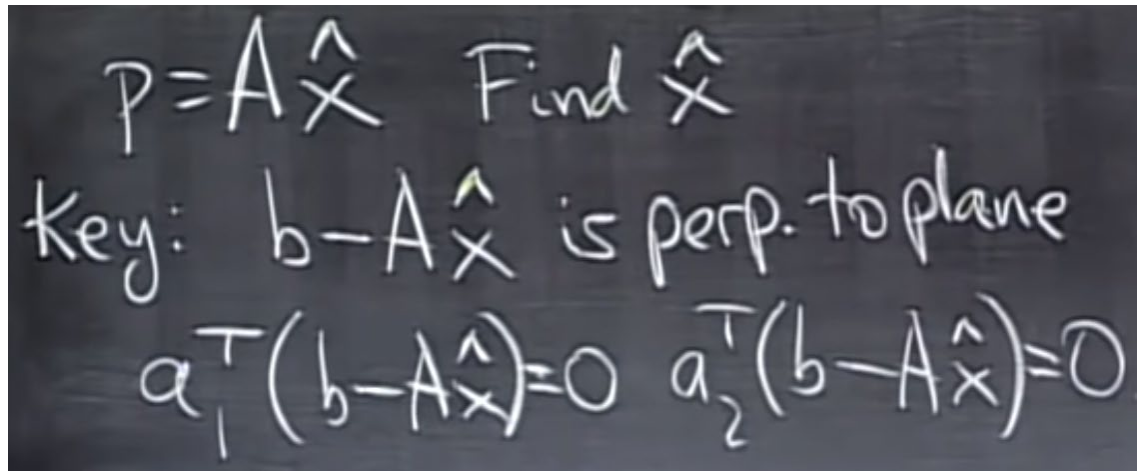 p=Ax̂ Find x̂
Key: b-Ax̂ is perp. to plane
a₁ᵀ(b-Ax̂)=0 a₂ᵀ(b-Ax̂)=0